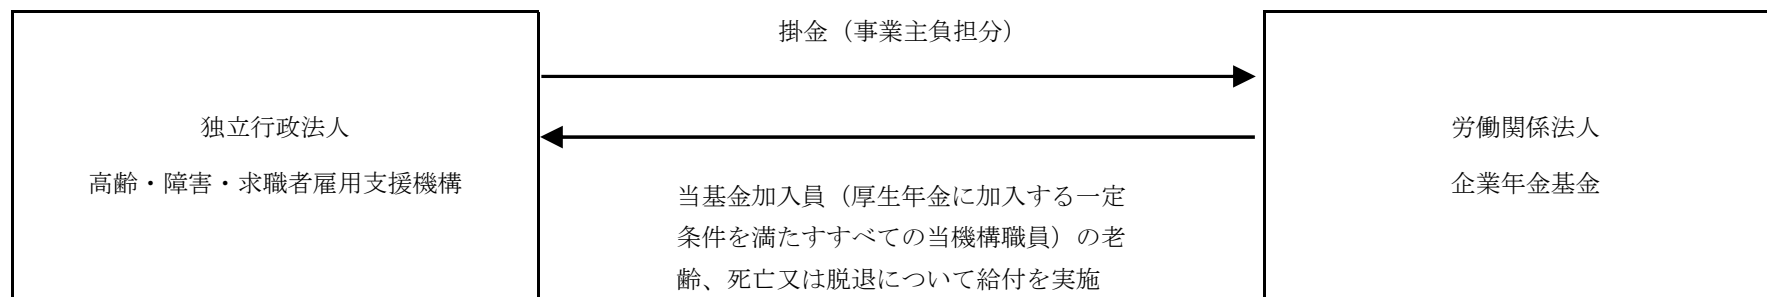 掛金（事業主負担分）
独立行政法人
高齢・障害・求職者雇用支援機構
当基金加入員（厚生年金に加入する一定
条件を満たすすべての当機構職員）の老
齢、死亡又は脱退について給付を実施
労働関係法人
企業年金基金